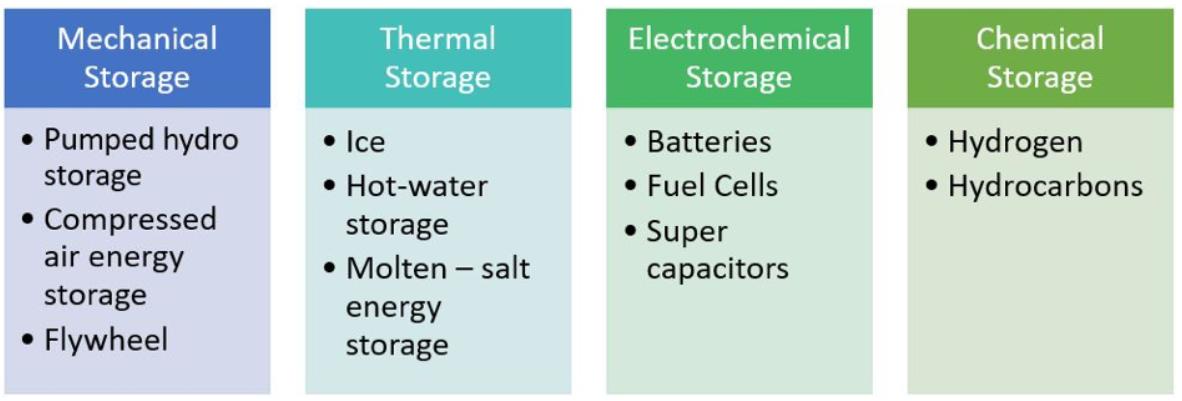 Mechanical
Storage
• Pumped hydro
storage
• Compressed
air energy
storage
• Flywheel
Thermal
Storage
• Ice
• Hot-water
storage
• Molten – salt
energy
storage
Electrochemical
Storage
• Batteries
• Fuel Cells
• Super
capacitors
Chemical
Storage
• Hydrogen
• Hydrocarbons